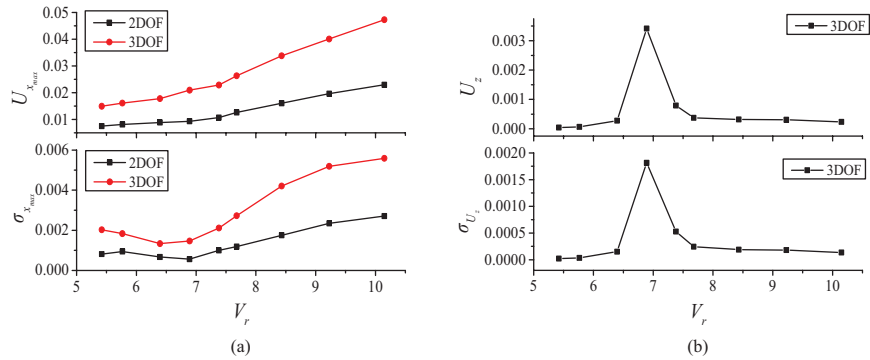 2DOF
3DOF
0.05
0.04
0.03
0.02
0.01
U_{x_{max}}
2DOF
3DOF
0.006
0.004
0.002
0.000
σ_{x_{max}}
5 6 7 8 9 10
V_r
(a)
3DOF
0.003
0.002
0.001
0.000
U_z
3DOF
0.0020
0.0015
0.0010
0.0005
0.0000
σ_{U_z}
5 6 7 8 9 10
V_r
(b)